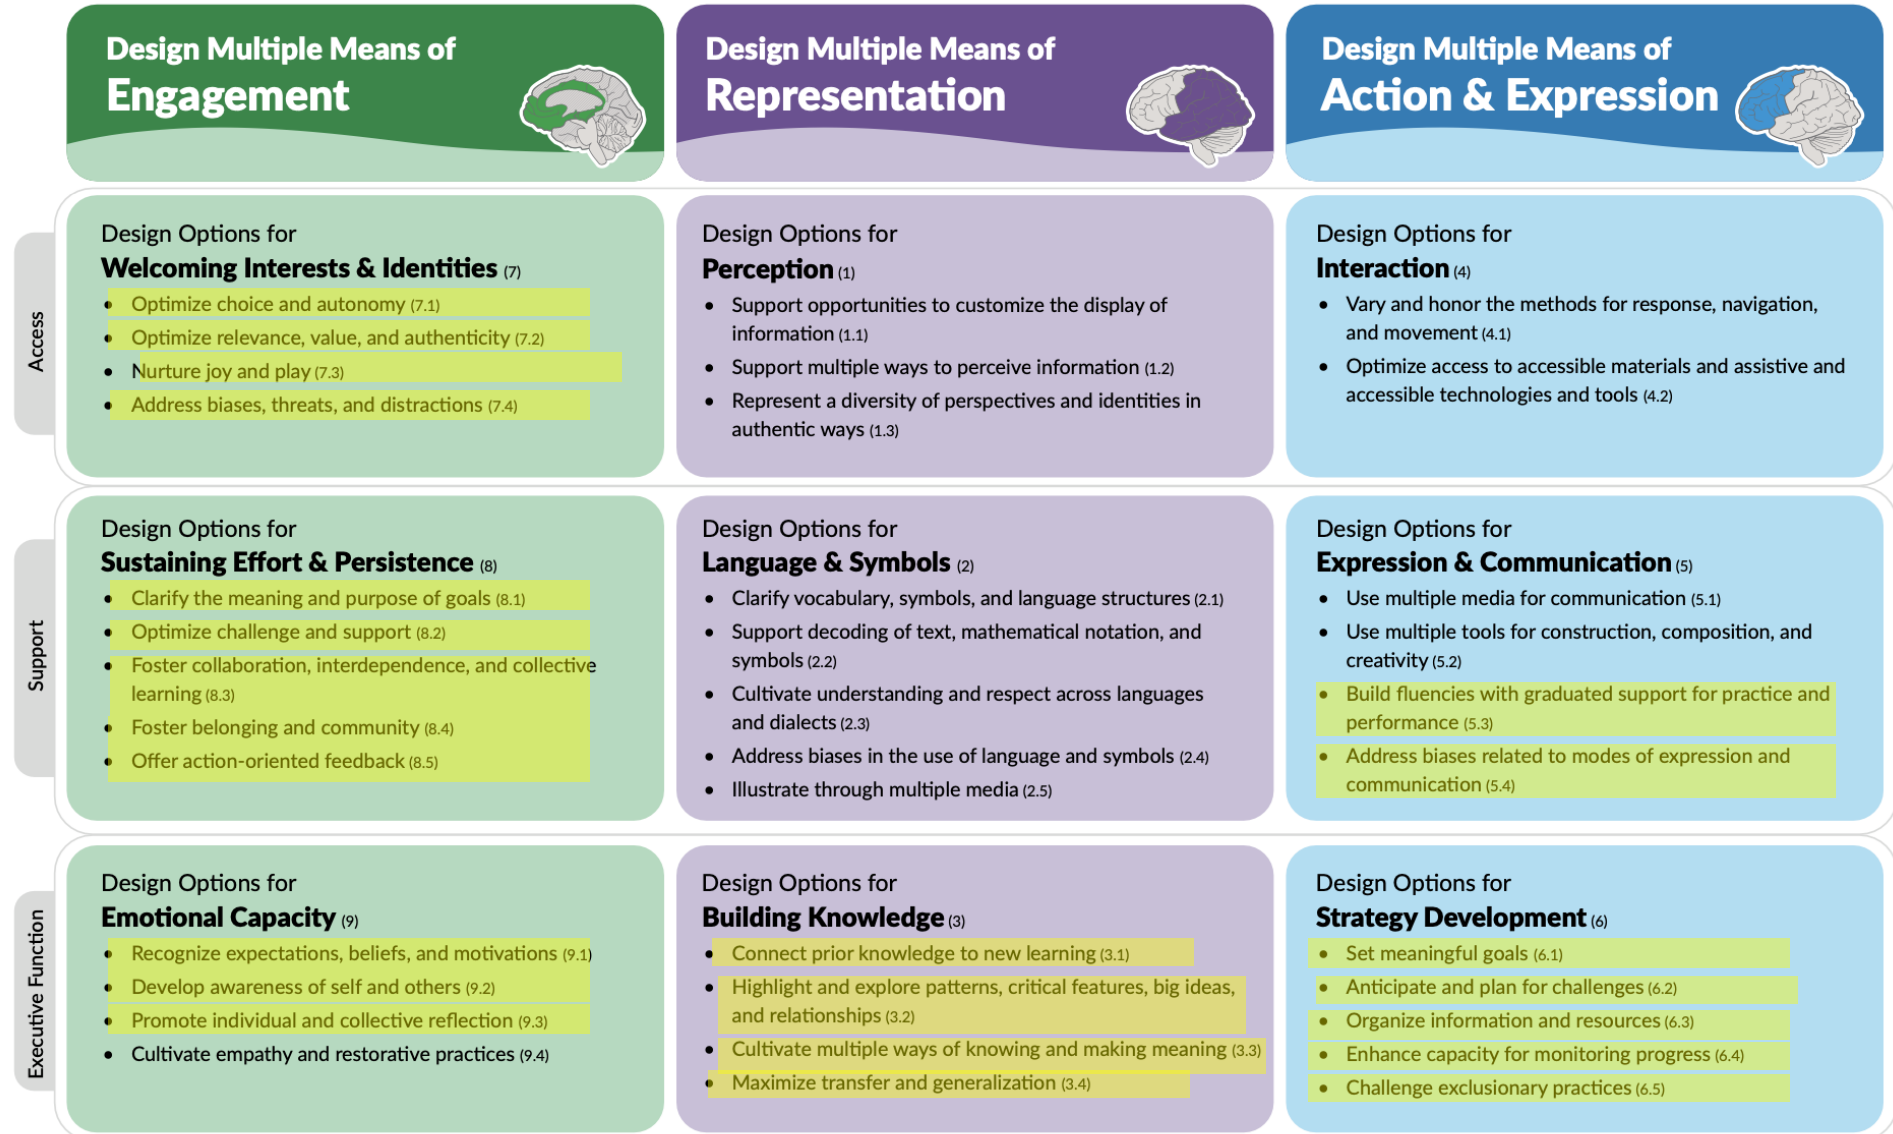 Design Multiple Means of
Engagement
Design Multiple Means of
Representation
Design Multiple Means of
Action & Expression
Access
Design Options for
Welcoming Interests & Identities (7)
• Optimize choice and autonomy (7.1)
• Optimize relevance, value, and authenticity (7.2)
• Nurture joy and play (7.3)
• Address biases, threats, and distractions (7.4)
Design Options for
Perception (1)
• Support opportunities to customize the display of
information (1.1)
• Support multiple ways to perceive information (1.2)
• Represent a diversity of perspectives and identities in
authentic ways (1.3)
Design Options for
Interaction (4)
• Vary and honor the methods for response, navigation,
and movement (4.1)
• Optimize access to accessible materials and assistive and
accessible technologies and tools (4.2)
Support
Design Options for
Sustaining Effort & Persistence (8)
• Clarify the meaning and purpose of goals (8.1)
• Optimize challenge and support (8.2)
• Foster collaboration, interdependence, and collective
learning (8.3)
• Foster belonging and community (8.4)
• Offer action-oriented feedback (8.5)
Design Options for
Language & Symbols (2)
• Clarify vocabulary, symbols, and language structures (2.1)
• Support decoding of text, mathematical notation, and
symbols (2.2)
• Cultivate understanding and respect across languages
and dialects (2.3)
• Address biases in the use of language and symbols (2.4)
• Illustrate through multiple media (2.5)
Design Options for
Expression & Communication (5)
• Use multiple media for communication (5.1)
• Use multiple tools for construction, composition, and
creativity (5.2)
• Build fluencies with graduated support for practice and
performance (5.3)
• Address biases related to modes of expression and
communication (5.4)
Executive Function
Design Options for
Emotional Capacity (9)
• Recognize expectations, beliefs, and motivations (9.1)
• Develop awareness of self and others (9.2)
• Promote individual and collective reflection (9.3)
• Cultivate empathy and restorative practices (9.4)
Design Options for
Building Knowledge (3)
• Connect prior knowledge to new learning (3.1)
• Highlight and explore patterns, critical features, big ideas,
and relationships (3.2)
• Cultivate multiple ways of knowing and making meaning (3.3)
• Maximize transfer and generalization (3.4)
Design Options for
Strategy Development (6)
• Set meaningful goals (6.1)
• Anticipate and plan for challenges (6.2)
• Organize information and resources (6.3)
• Enhance capacity for monitoring progress (6.4)
• Challenge exclusionary practices (6.5)